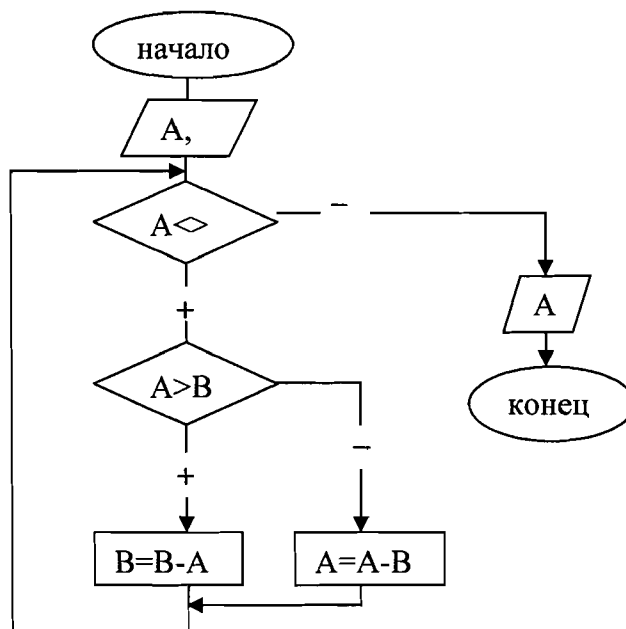 начало
A,
A<>
−
+
A
A>B
конец
−
+
B=B-A
A=A-B